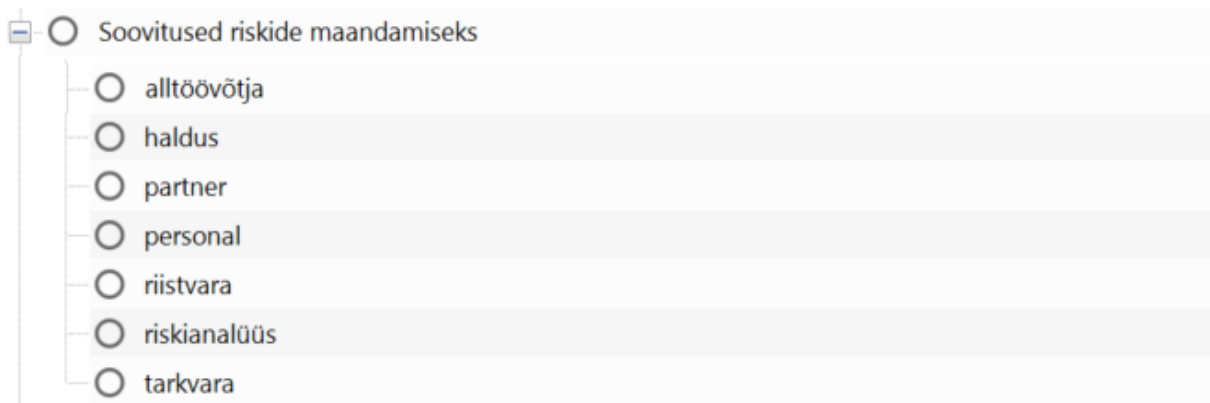 Soovitused riskide maandamiseks
alltöövõtja
haldus
partner
personal
riistvara
riskianalüüs
tarkvara